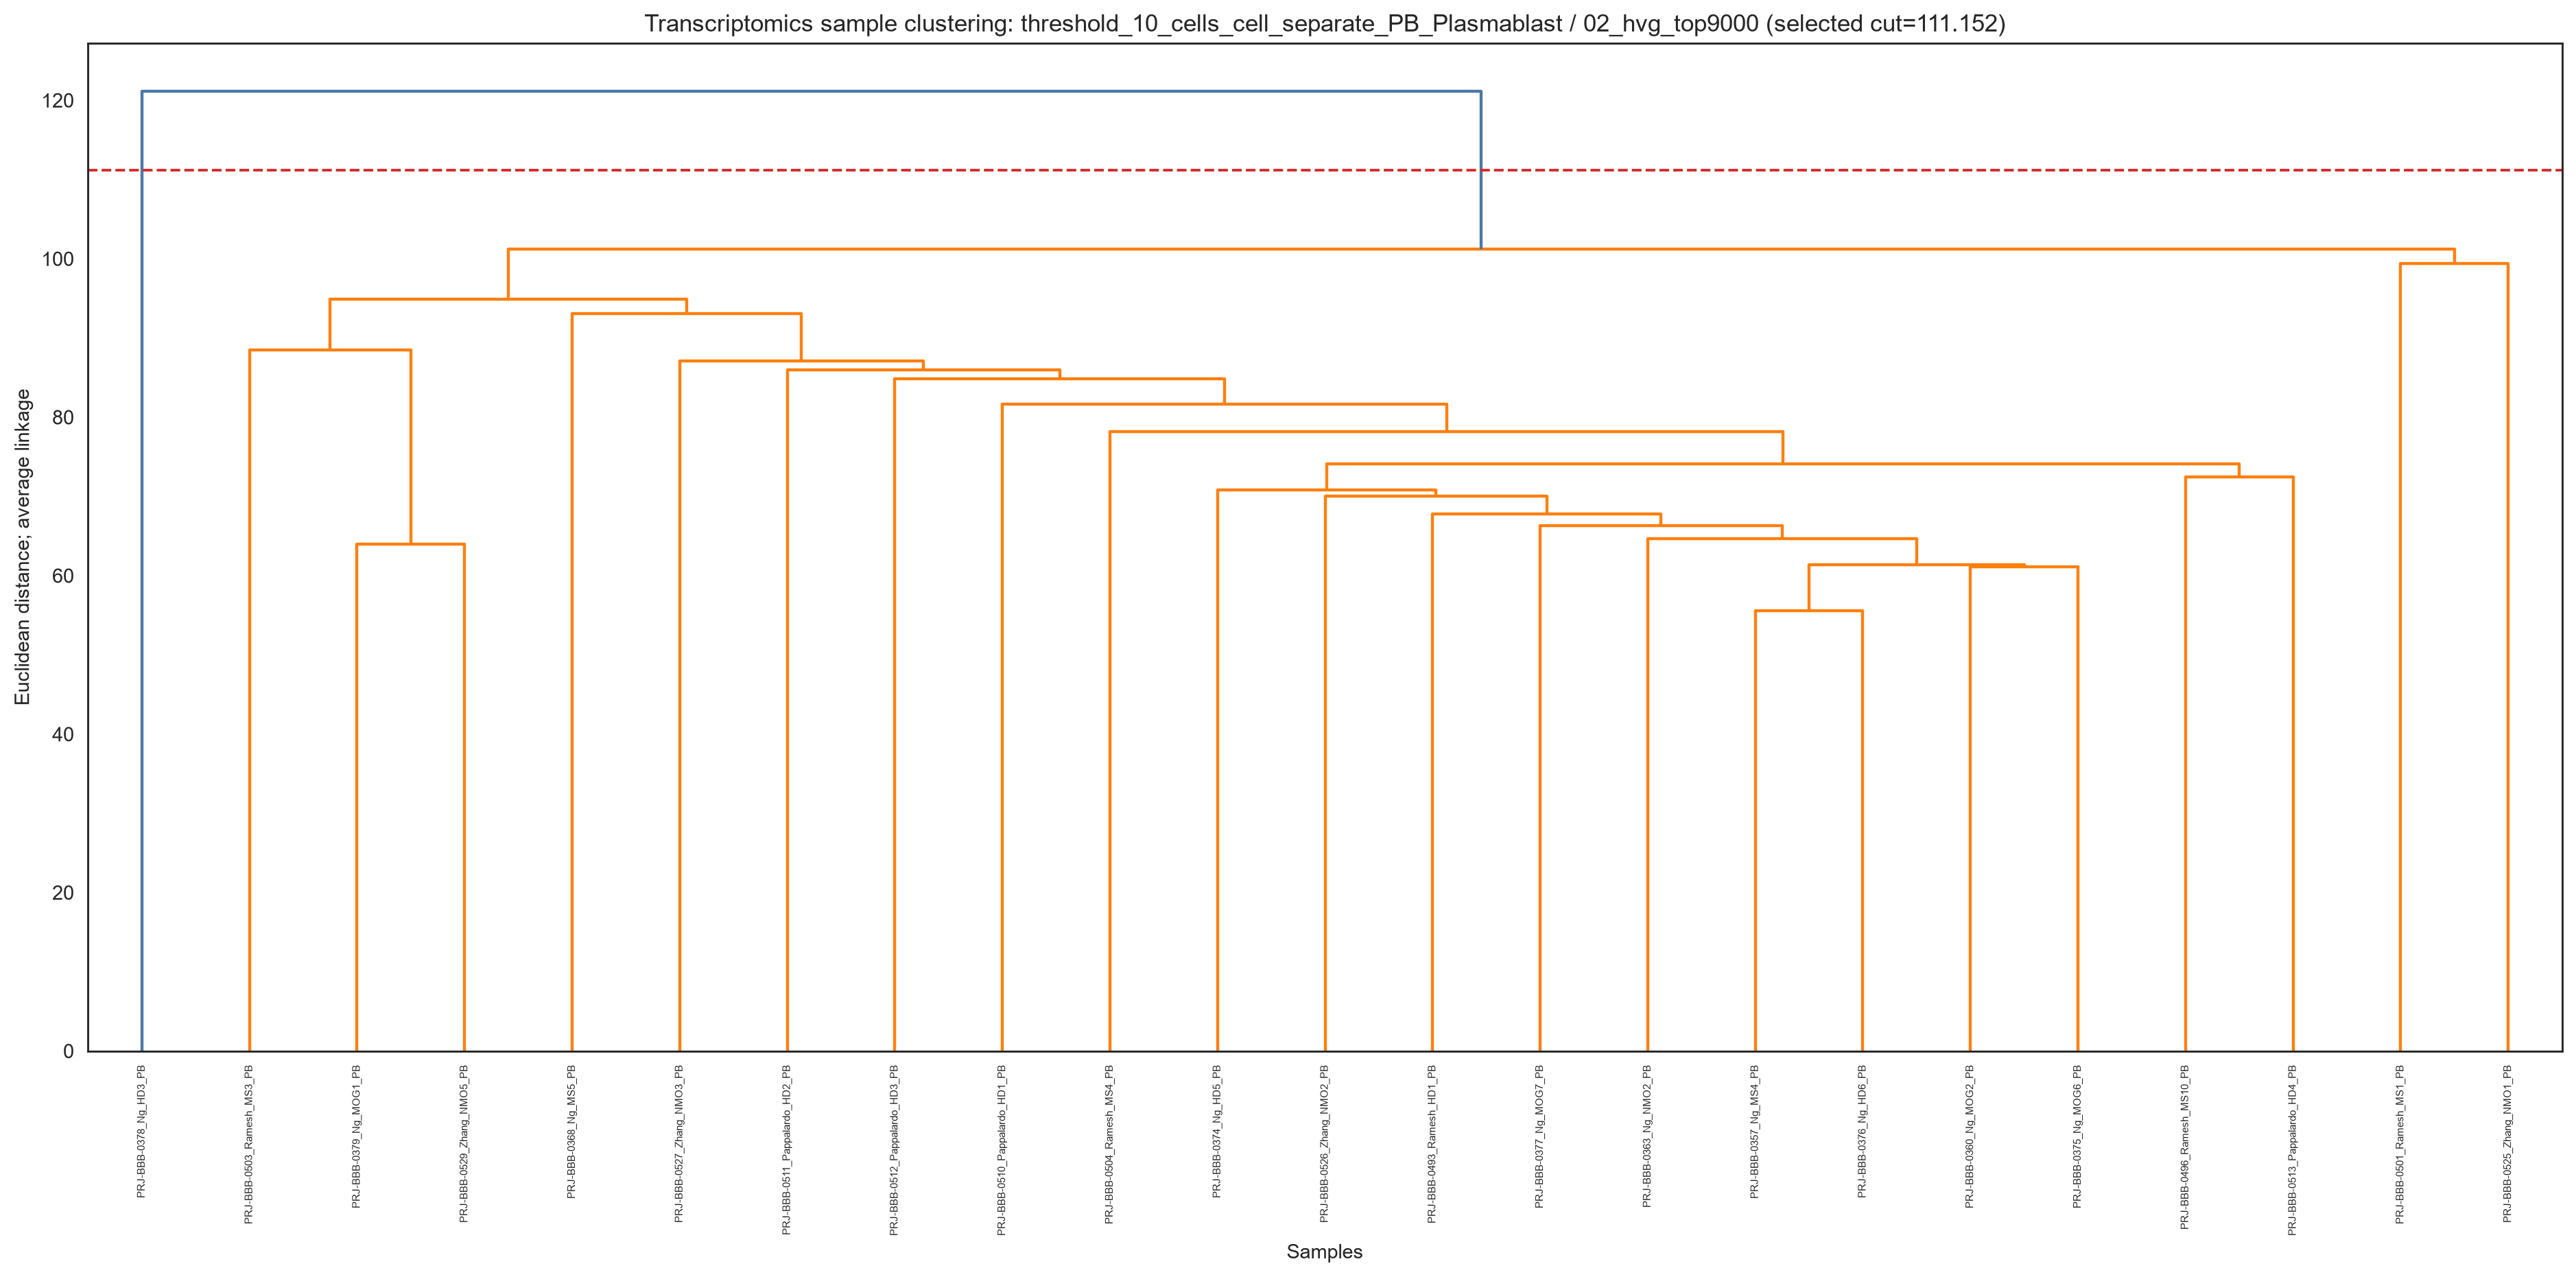 Transcriptomics sample clustering: threshold_10_cells_cell_separate_PB_Plasmablast / 02_hvg_top9000 (selected cut=111.152)
Euclidean distance; average linkage
120
100
80
60
40
20
0
PRJ-BBB-0378_Ng_HD3_PB
PRJ-BBB-0503_Ramesh_MS3_PB
PRJ-BBB-0379_Ng_MOG1_PB
PRJ-BBB-0529_Zhang_NMO5_PB
PRJ-BBB-0368_Ng_MS5_PB
PRJ-BBB-0527_Zhang_NMO3_PB
PRJ-BBB-0511_Pappalardo_HD2_PB
PRJ-BBB-0512_Pappalardo_HD3_PB
PRJ-BBB-0510_Pappalardo_HD1_PB
PRJ-BBB-0504_Ramesh_MS4_PB
PRJ-BBB-0374_Ng_HD5_PB
PRJ-BBB-0526_Zhang_NMO2_PB
PRJ-BBB-0493_Ramesh_HD1_PB
PRJ-BBB-0377_Ng_MOG7_PB
PRJ-BBB-0363_Ng_NMO2_PB
PRJ-BBB-0357_Ng_MS4_PB
PRJ-BBB-0376_Ng_HD6_PB
PRJ-BBB-0360_Ng_MOG2_PB
PRJ-BBB-0375_Ng_MOG6_PB
PRJ-BBB-0496_Ramesh_MS10_PB
PRJ-BBB-0513_Pappalardo_HD4_PB
PRJ-BBB-0501_Ramesh_MS1_PB
PRJ-BBB-0525_Zhang_NMO1_PB
Samples